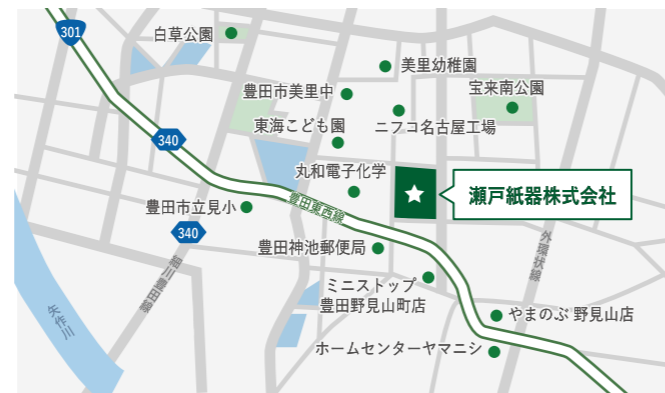 301
白草公園
美里幼稚園
豊田市美里中
宝来南公園
東海こども園
ニフコ名古屋工場
340
丸和電子化学
瀬戸紙器株式会社
豊田市立見小
豊田東西線
340
豊田神池郵便局
外環状線
細川豊田線
ミニストップ
豊田野見山町店
矢作川
やまのぶ 野見山店
ホームセンターヤマニシ